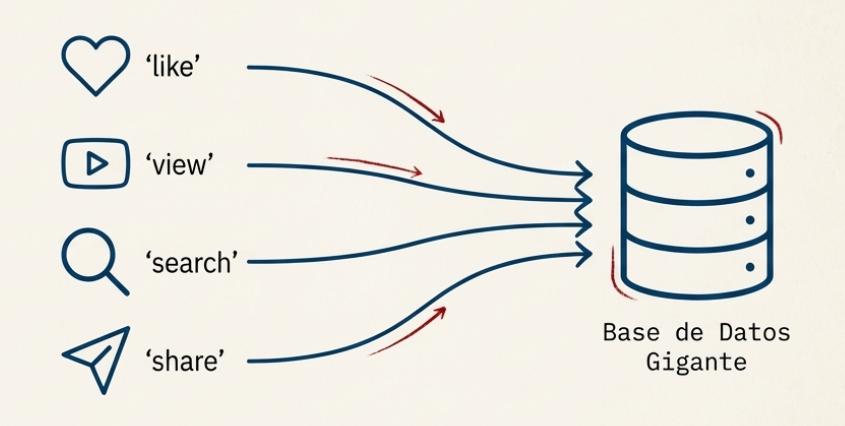 ‘like’
‘view’
‘search’
‘share’
Base de Datos
Gigante